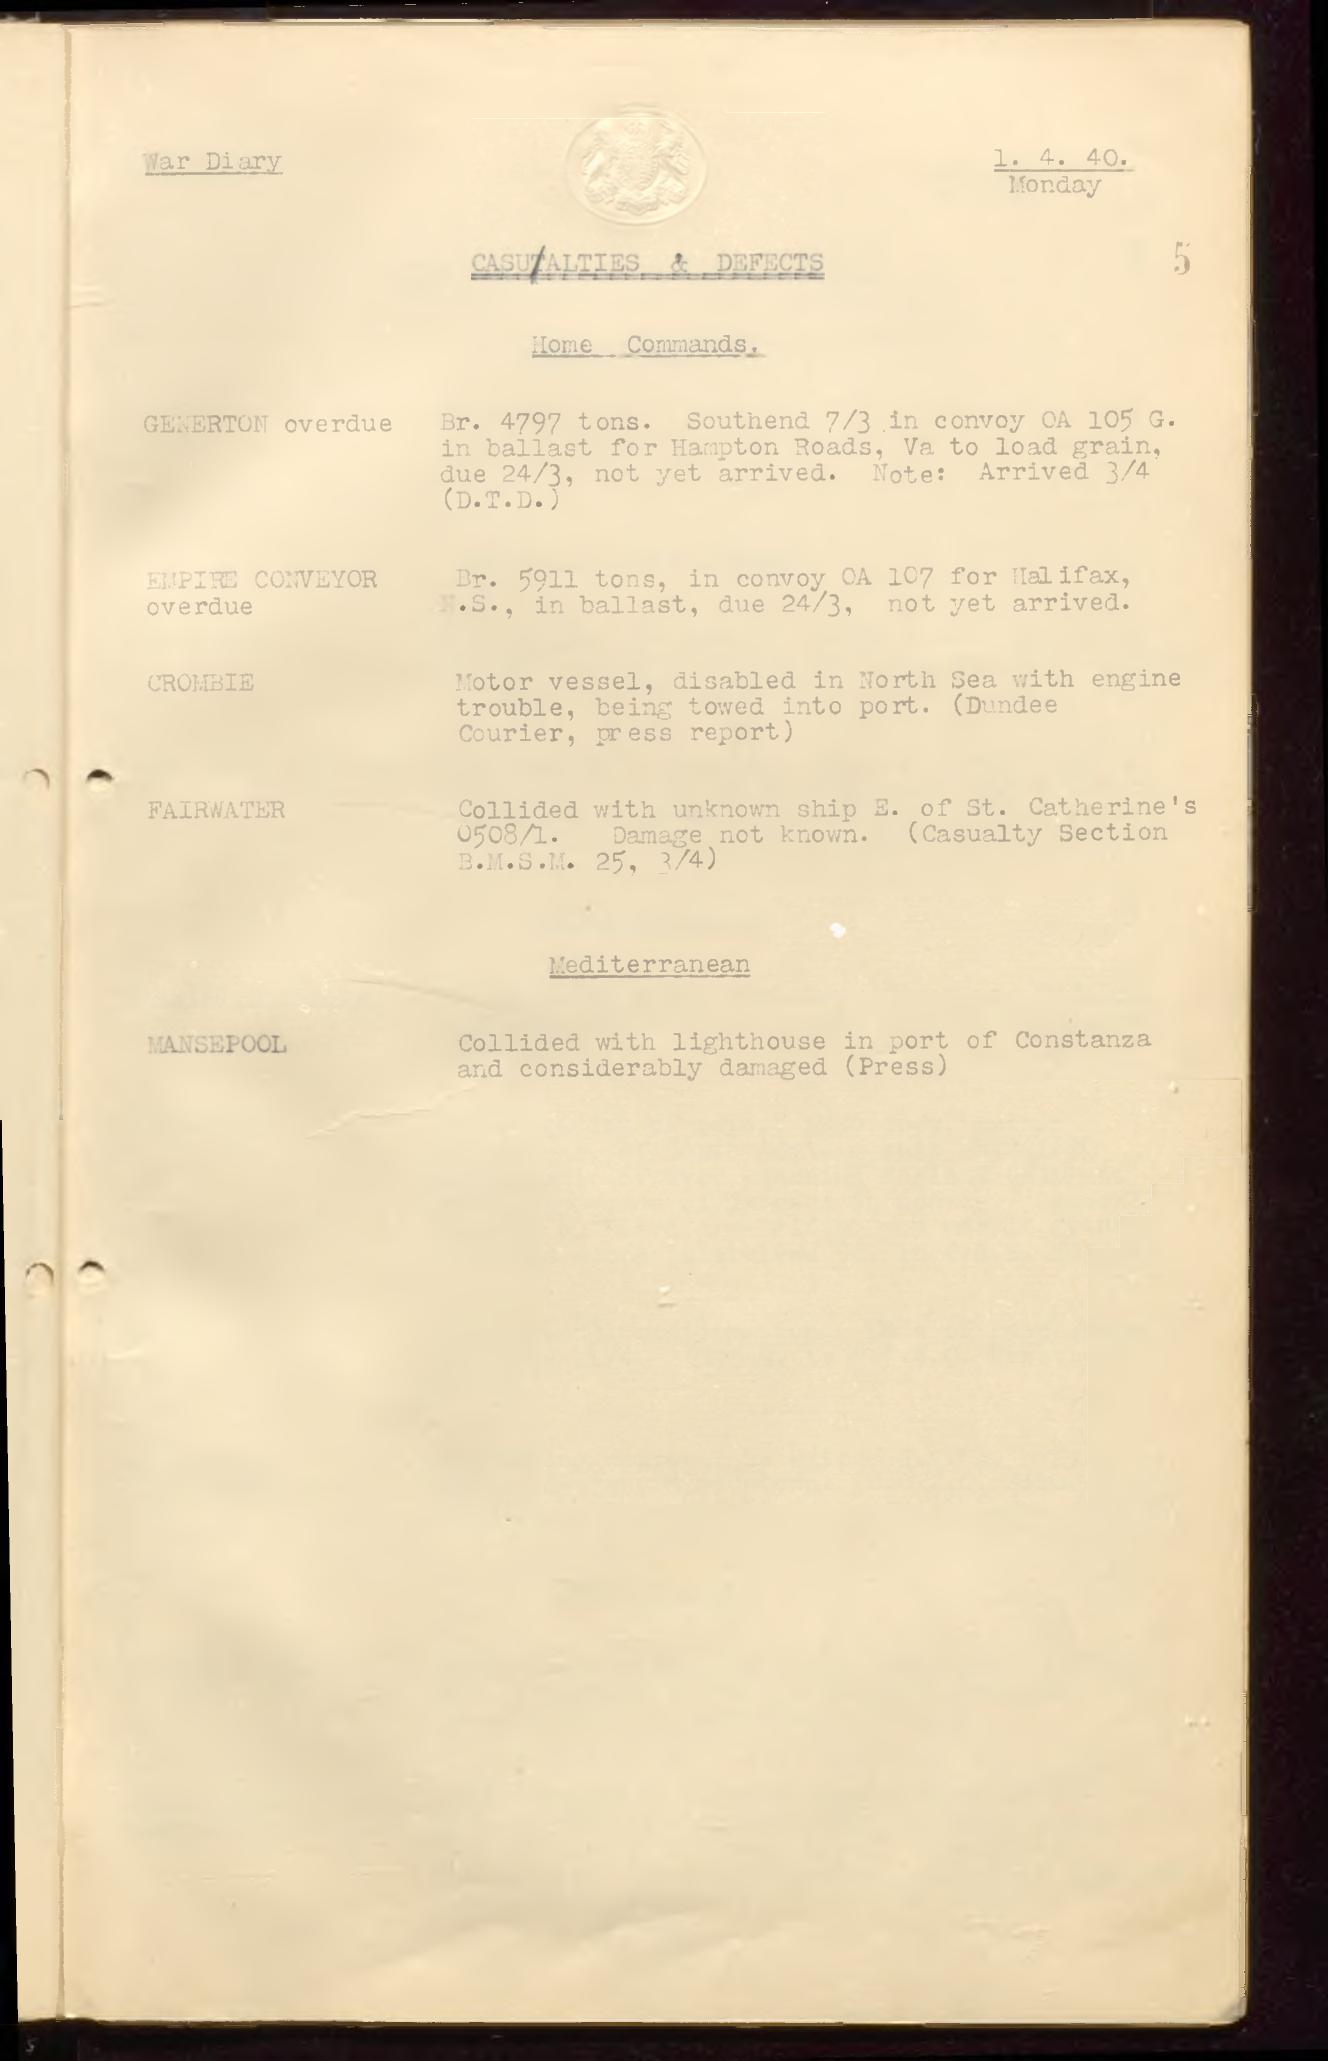 War Diary
1. 4. 40.
Monday
5
CASUTALTIES & DEFECTS
Home Commands.
GENERTON overdue Br. 4797 tons. Southend 7/3 in convoy OA 105 G.
in ballast for Hampton Roads, Va to load grain,
due 24/3, not yet arrived. Note: Arrived 3/4
(D.T.D.)
EMPIRE CONVEYOR Br. 5911 tons, in convoy OA 107 for Halifax,
overdue N.S., in ballast, due 24/3, not yet arrived.
CROMBIE Motor vessel, disabled in North Sea with engine
trouble, being towed into port. (Dundee
Courier, press report)
FAIRWATER Collided with unknown ship E. of St. Catherine's
0508/1. Damage not known. (Casualty Section
B.M.S.M. 25, 3/4)
Mediterranean
MANSEPOOL Collided with lighthouse in port of Constanza
and considerably damaged (Press)
5